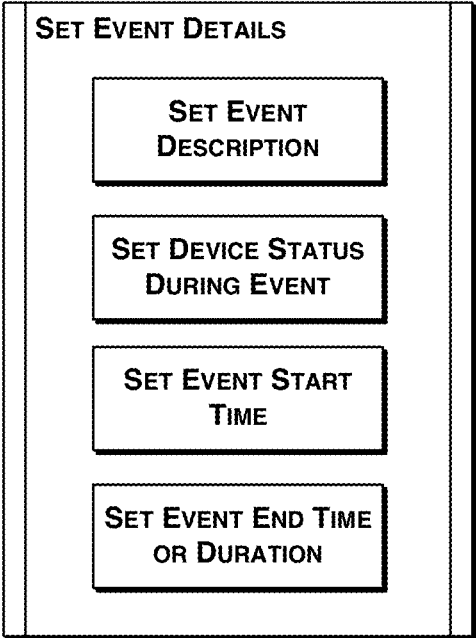 SET EVENT DETAILS
SET EVENT
DESCRIPTION
SET DEVICE STATUS
DURING EVENT
SET EVENT START
TIME
SET EVENT END TIME
OR DURATION